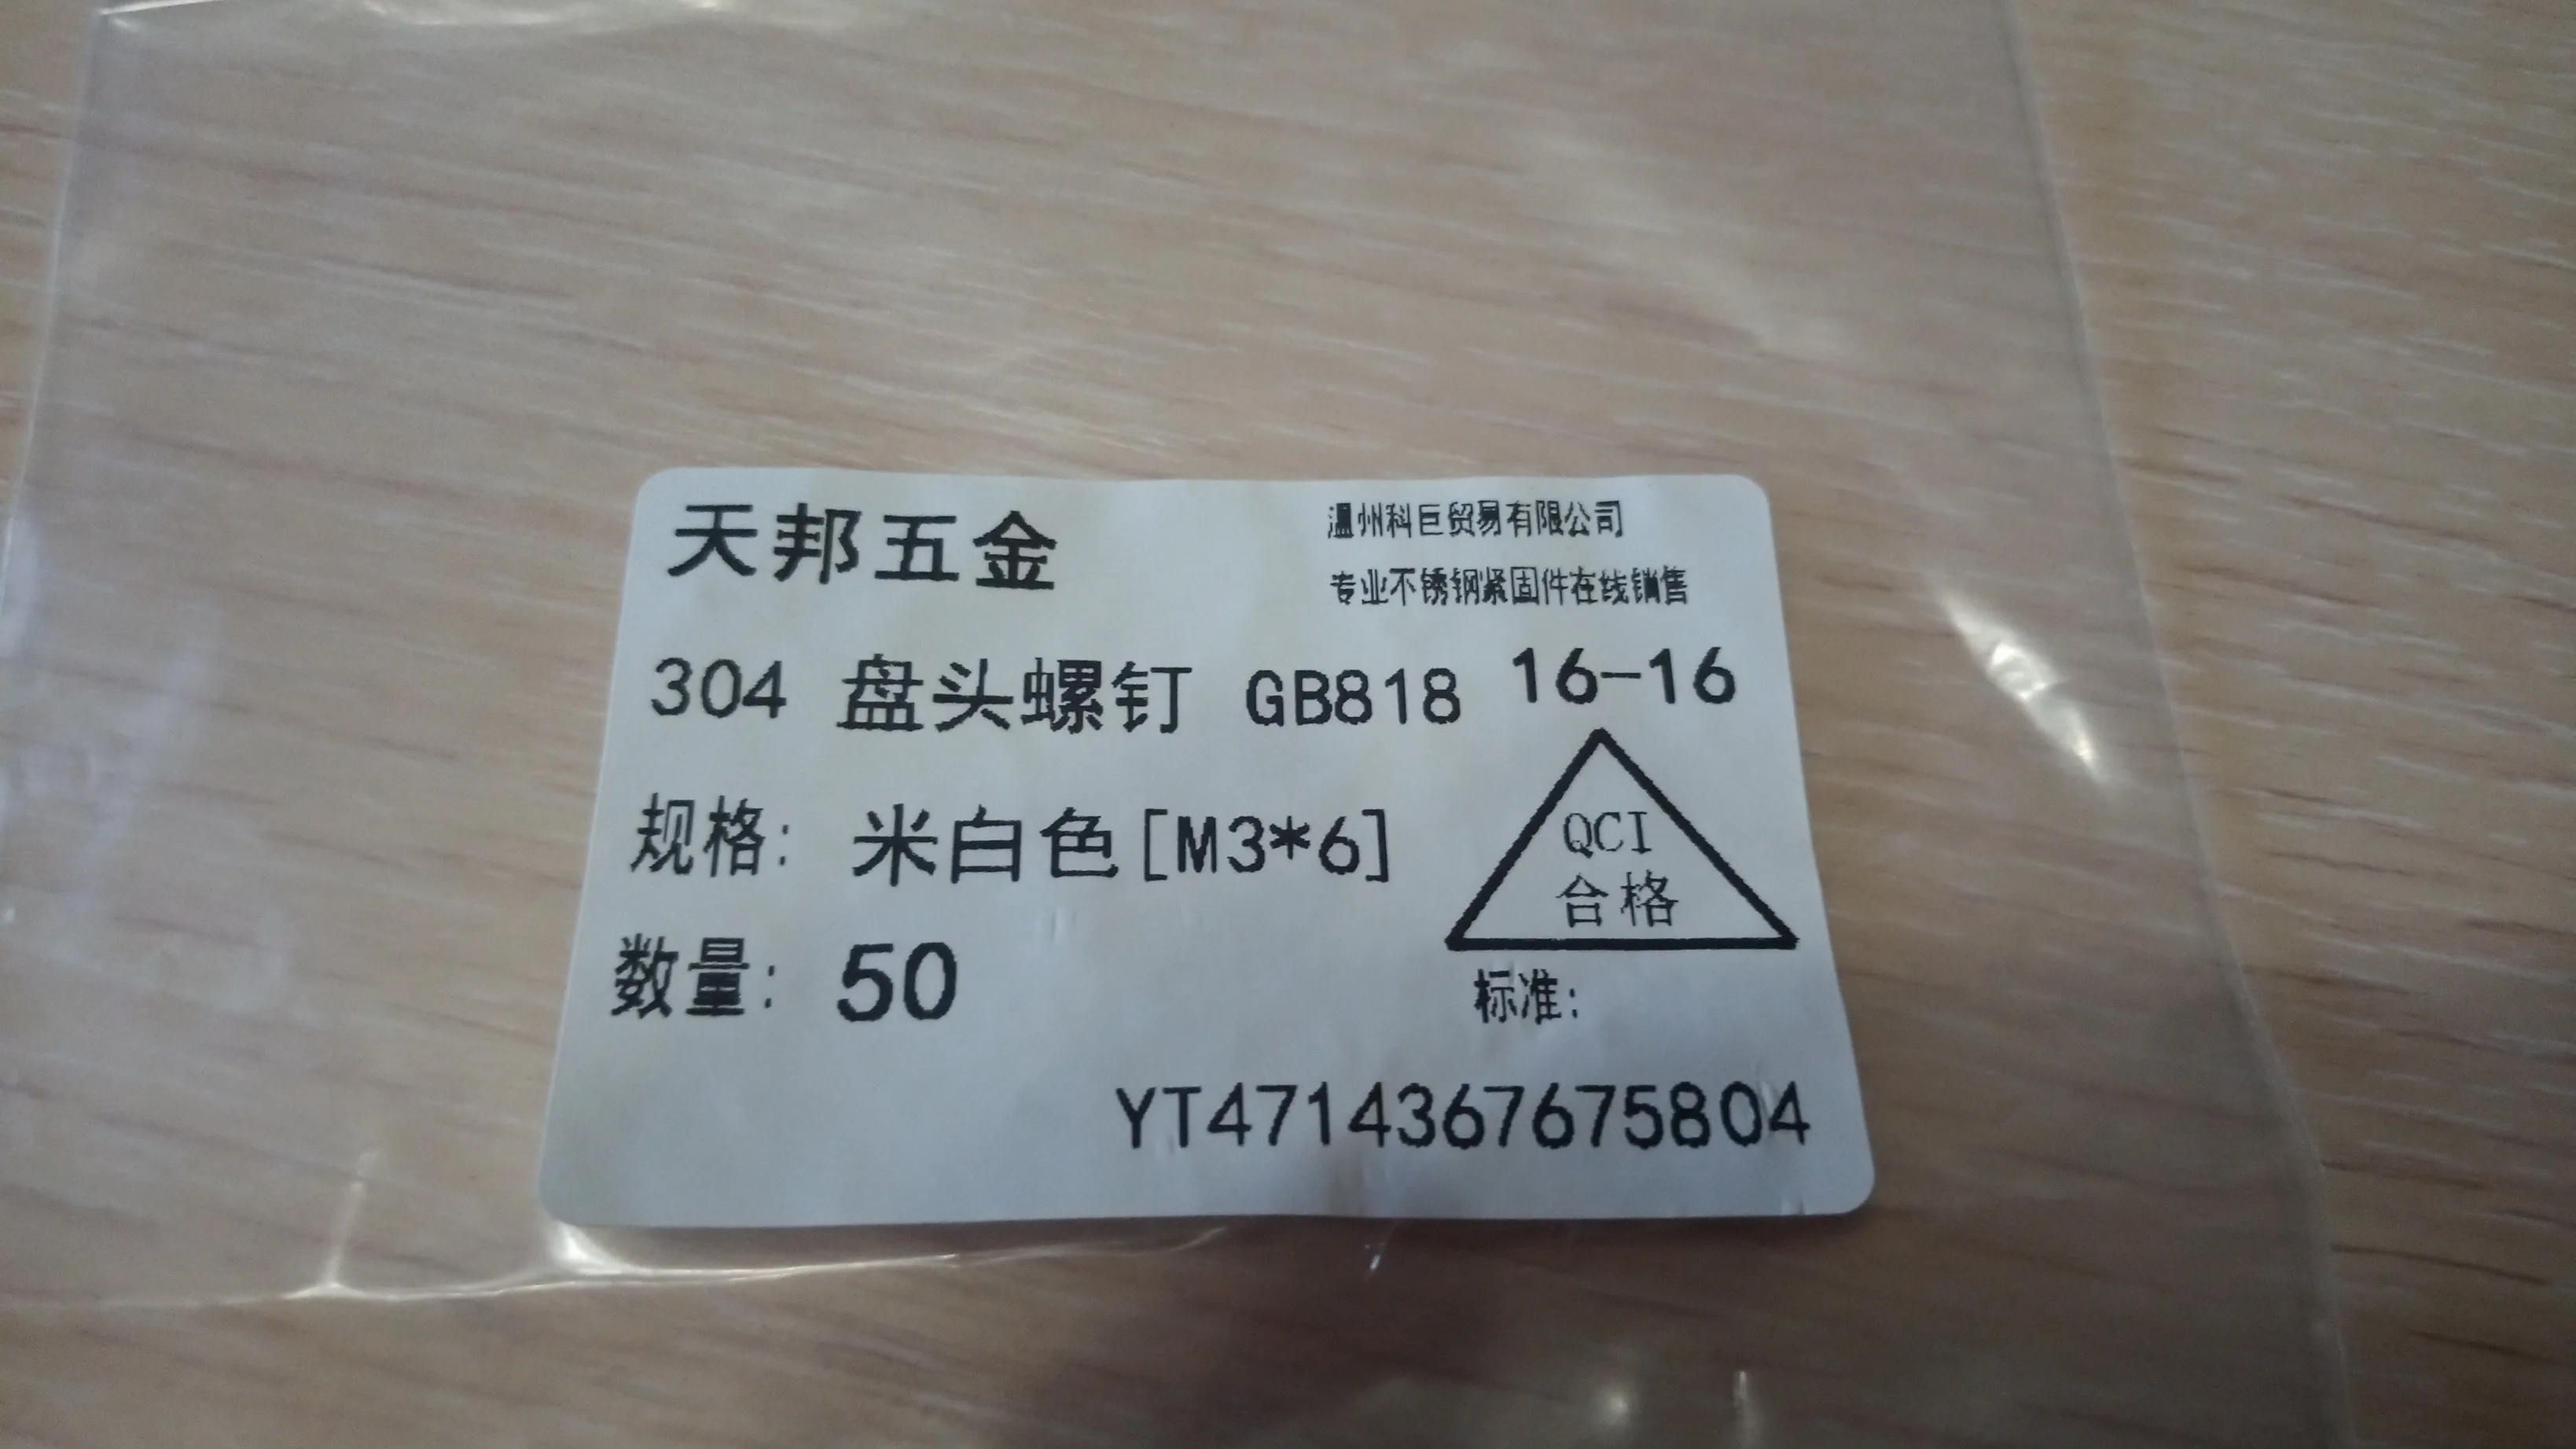 天邦五金
温州科巨贸易有限公司
专业不锈钢紧固件在线销售
304 盘头螺钉 GB818 16-16
规格: 米白色[M3*6]
QCI
合格
数量: 50
标准:
YT4714367675804